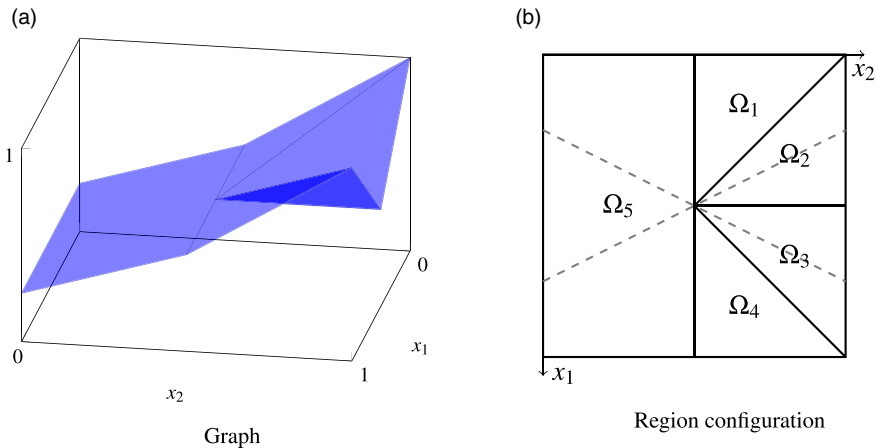 (a)
1
0
x₂
1
x₁
0
Graph
(b)
x₂
Ω₁
Ω₂
Ω₅
Ω₃
Ω₄
x₁
Region configuration